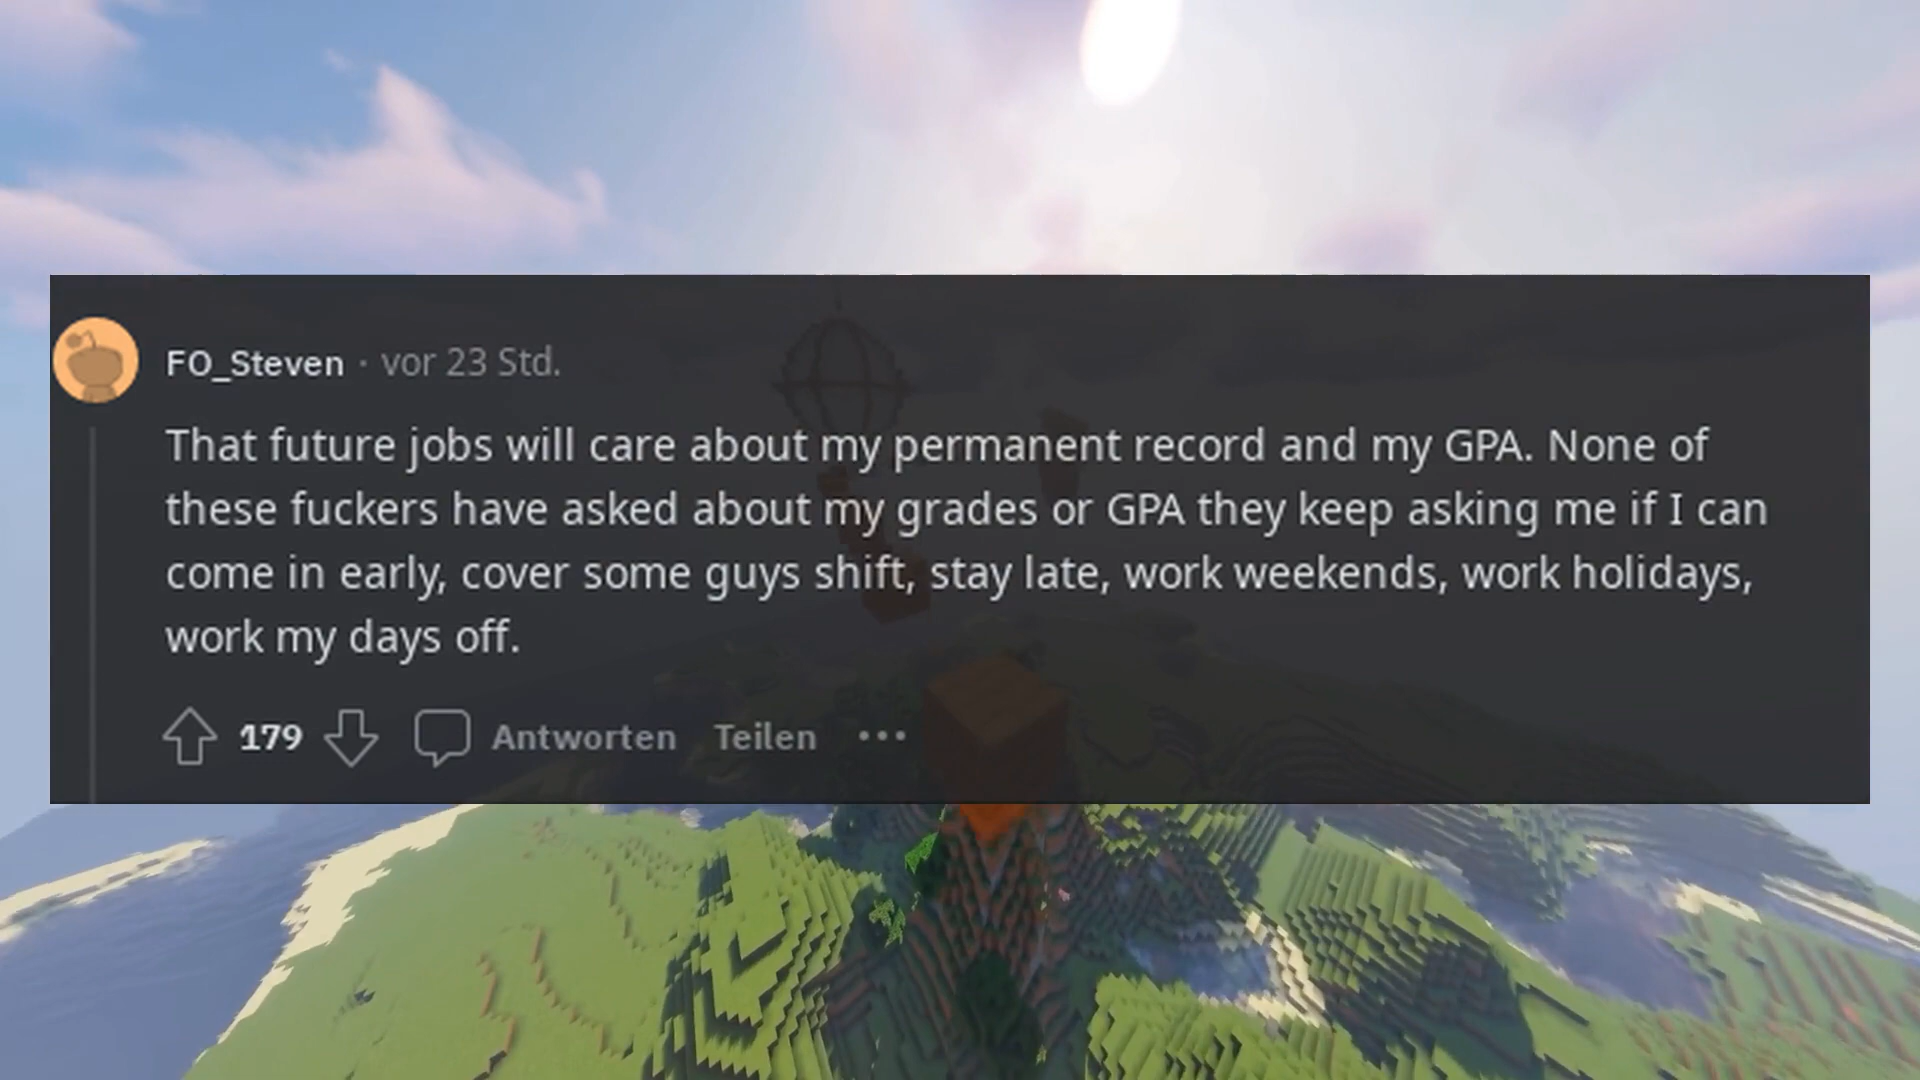 FO_Steven · vor 23 Std.
That future jobs will care about my permanent record and my GPA. None of
these fuckers have asked about my grades or GPA they keep asking me if I can
come in early, cover some guys shift, stay late, work weekends, work holidays,
work my days off.
179 Antworten Teilen •••